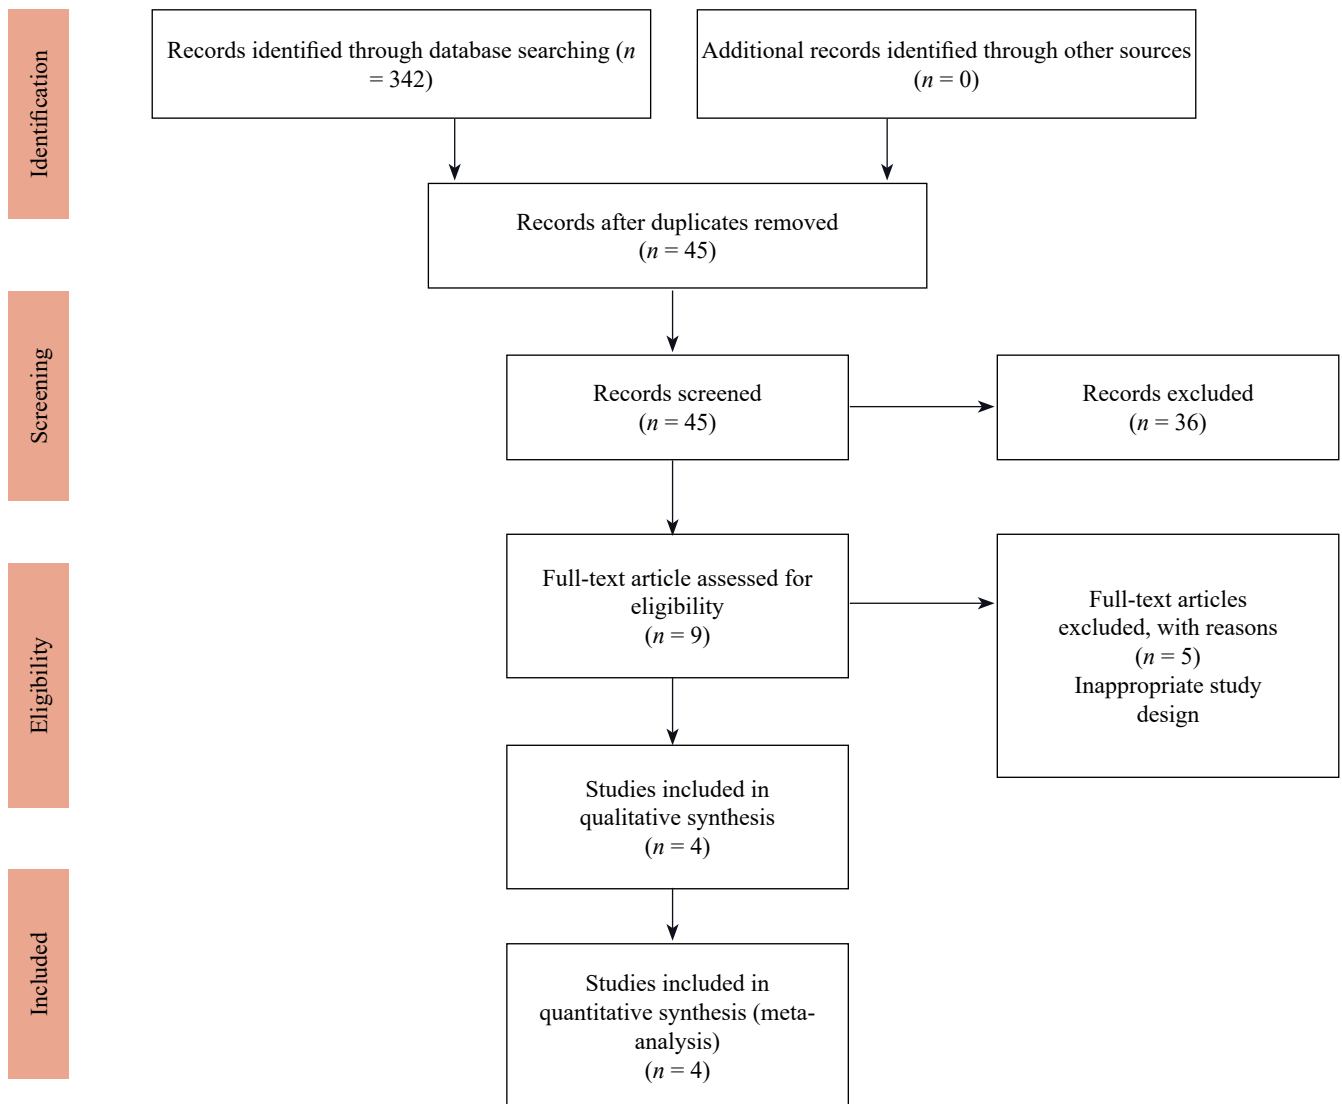 Identification
Records identified through database searching (n
= 342)
Additional records identified through other sources
(n = 0)
Records after duplicates removed
(n = 45)
Screening
Records screened
(n = 45)
Records excluded
(n = 36)
Eligibility
Full-text article assessed for
eligibility
(n = 9)
Full-text articles
excluded, with reasons
(n = 5)
Inappropriate study
design
Studies included in
qualitative synthesis
(n = 4)
Included
Studies included in
quantitative synthesis (meta-
analysis)
(n = 4)